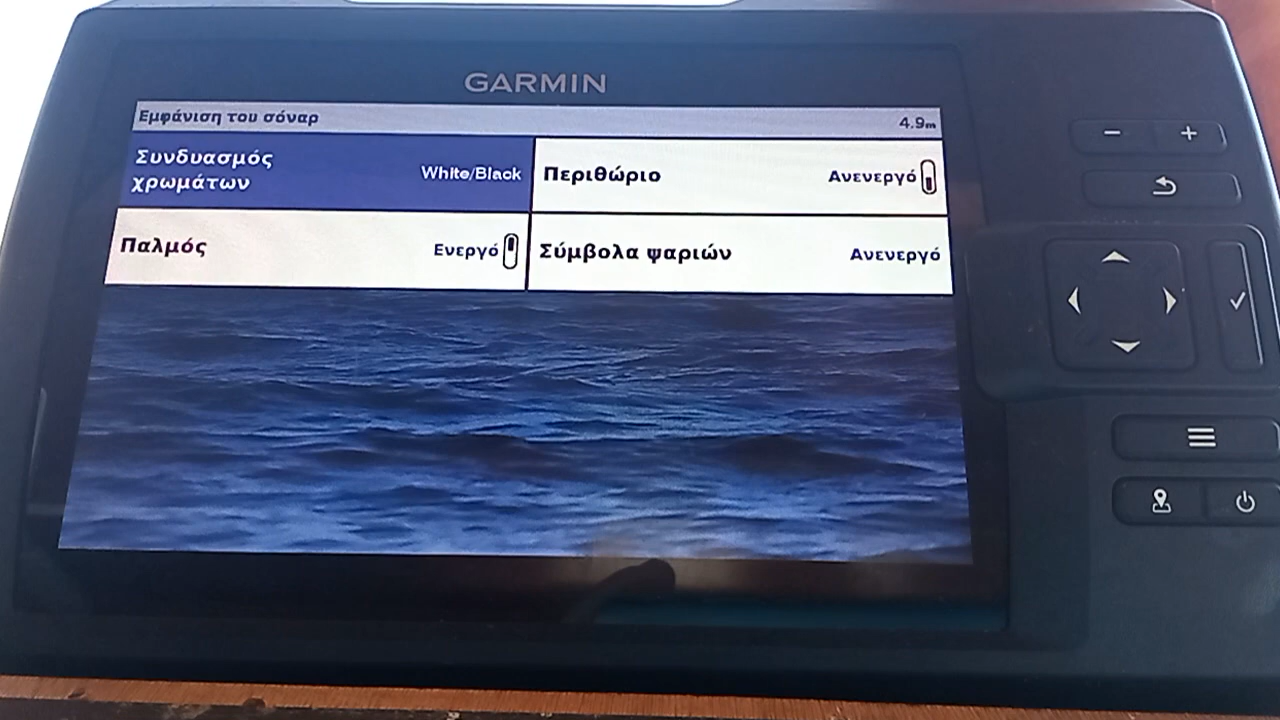 GARMIN
Εμφάνιση του σόναρ 4.9m
Συνδυασμός
χρωμάτων White/Black
Περιθώριο Ανενεργό
Παλμός Ενεργό
Σύμβολα ψαριών Ανενεργό